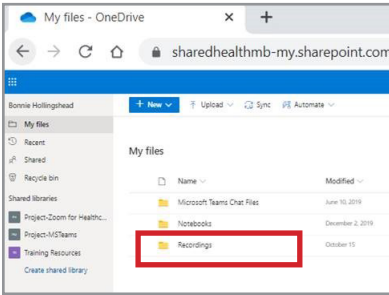 My files - OneDrive
sharedhealthmb-my.sharepoint.com
Bonnie Hollingshead
+ New Upload Sync Automate
My files
Recent
Shared
Recycle bin
Shared libraries
Project-Zoom for Healthc...
Project-MSTeams
Training Resources
Create shared library
My files
Name Modified
Microsoft Teams Chat Files June 10, 2019
Notebooks December 2, 2019
Recordings October 15